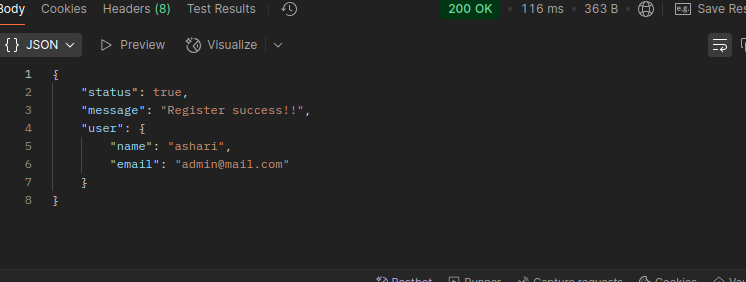 Body Cookies Headers (8) Test Results 200 OK • 116 ms • 363 B • e.g. Save Res
{} JSON Preview Visualize
1 {
2 "status": true,
3 "message": "Register success!!",
4 "user": {
5 "name": "ashari",
6 "email": "admin@mail.com"
7 }
8 }
Postbot Runner Capture requests Cookies Vau